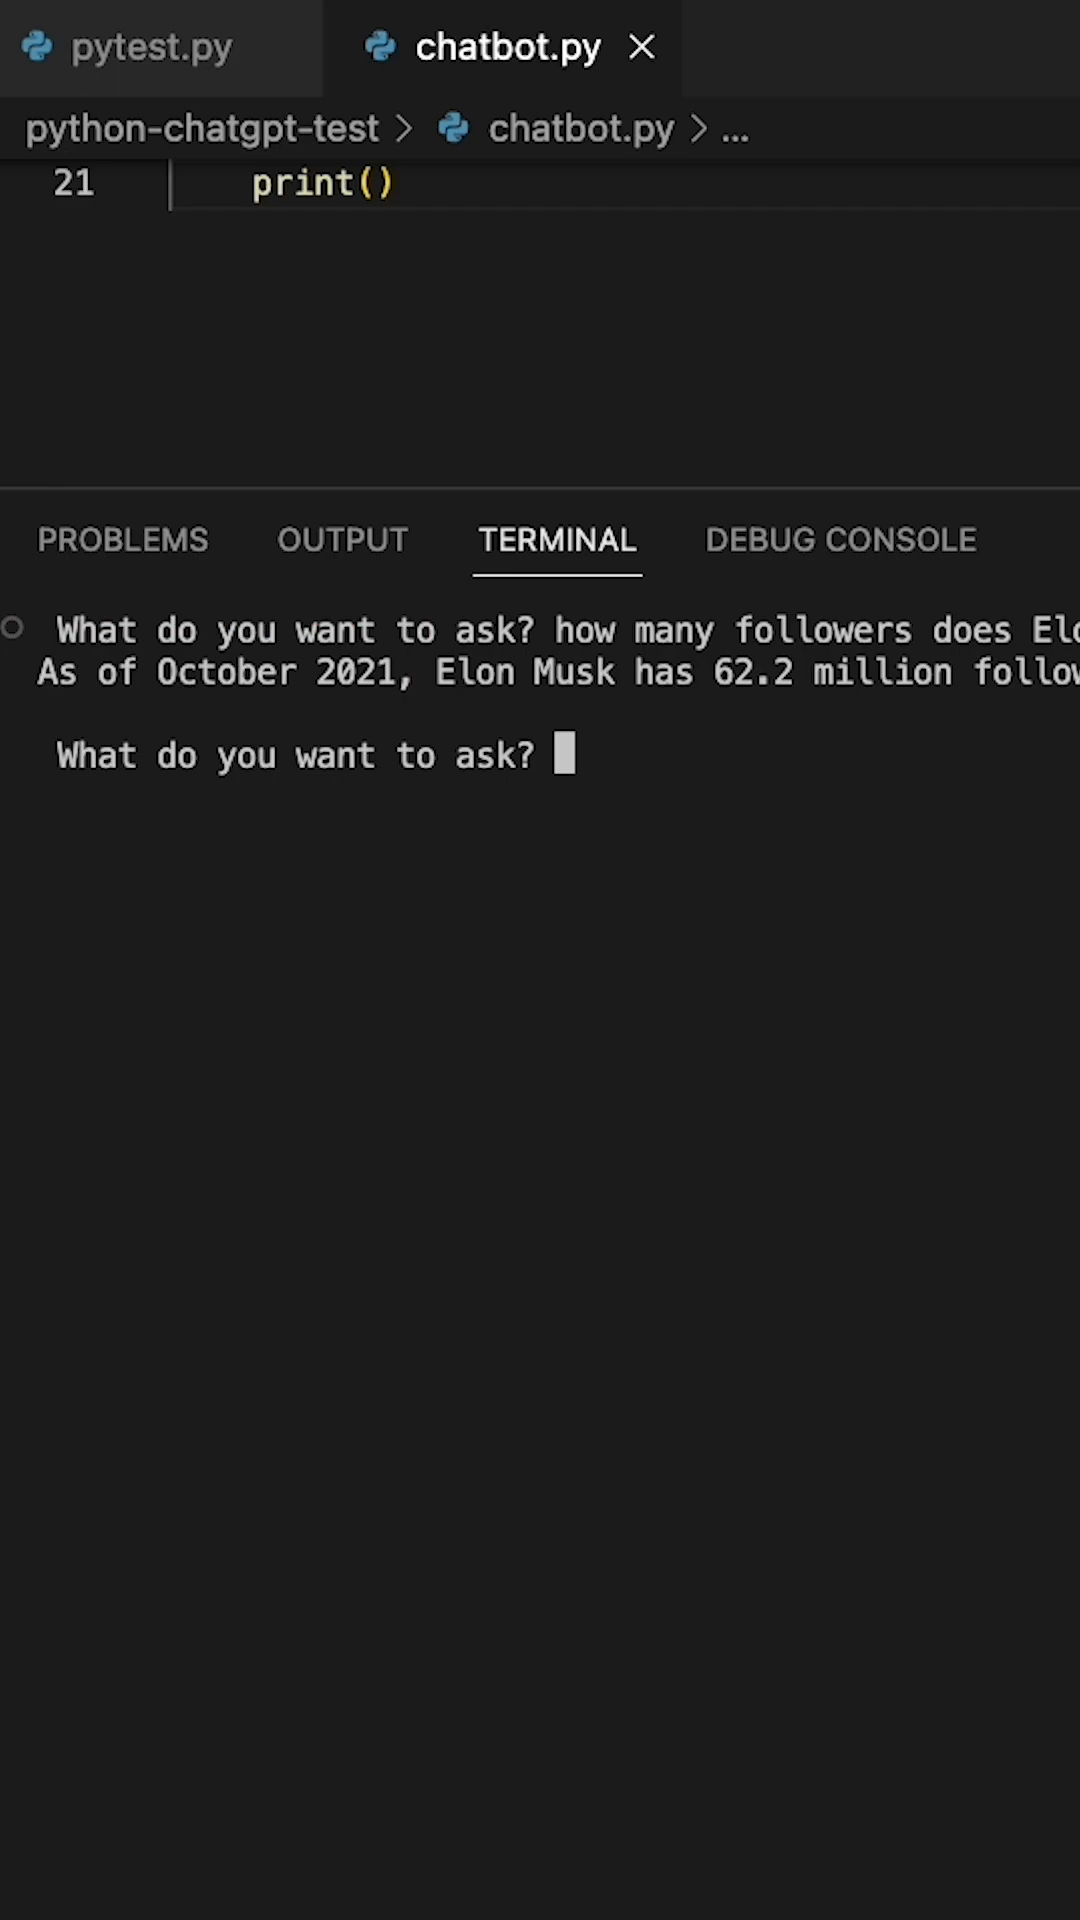 pytest.py
chatbot.py
python-chatgpt-test > chatbot.py > ...
21 print()
PROBLEMS OUTPUT TERMINAL DEBUG CONSOLE
What do you want to ask? how many followers does
As of October 2021, Elon Musk has 62.2 million
What do you want to ask?